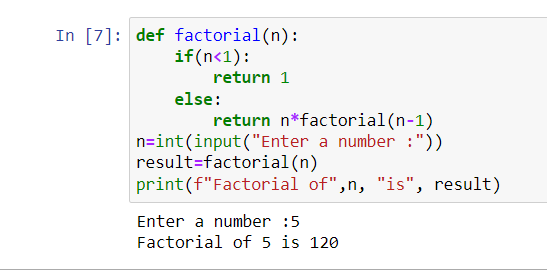 In [7]: def factorial(n):
    if(n<1):
        return 1
    else:
        return n*factorial(n-1)
n=int(input("Enter a number :"))
result=factorial(n)
print(f"Factorial of",n, "is", result)
Enter a number :5
Factorial of 5 is 120